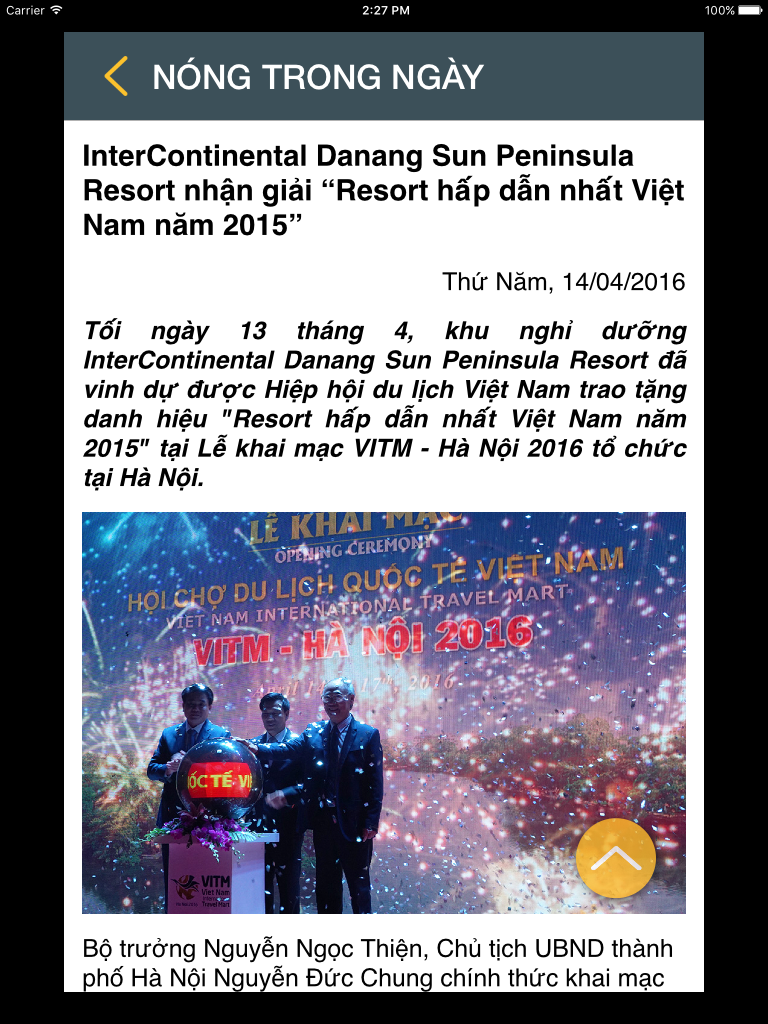 Carrier 2:27 PM 100%
NÓNG TRONG NGÀY
InterContinental Danang Sun Peninsula
Resort nhận giải “Resort hấp dẫn nhất Việt
Nam năm 2015”
Thứ Năm, 14/04/2016
Tối ngày 13 tháng 4, khu nghỉ dưỡng
InterContinental Danang Sun Peninsula Resort đã
vinh dự được Hiệp hội du lịch Việt Nam trao tặng
danh hiệu "Resort hấp dẫn nhất Việt Nam năm
2015" tại Lễ khai mạc VITM - Hà Nội 2016 tổ chức
tại Hà Nội.
LỄ KHAI MẠC
OPENING CEREMONY
HỘI CHỢ DU LỊCH QUỐC TẾ VIỆT NAM
VIET NAM INTERNATIONAL TRAVEL MART
VITM - HÀ NỘI 2016
April 14 - 17th, 2016
ỐC TẾ VI
VITM
Viet Nam
Travel Mart
Bộ trưởng Nguyễn Ngọc Thiện, Chủ tịch UBND thành
phố Hà Nội Nguyễn Đức Chung chính thức khai mạc